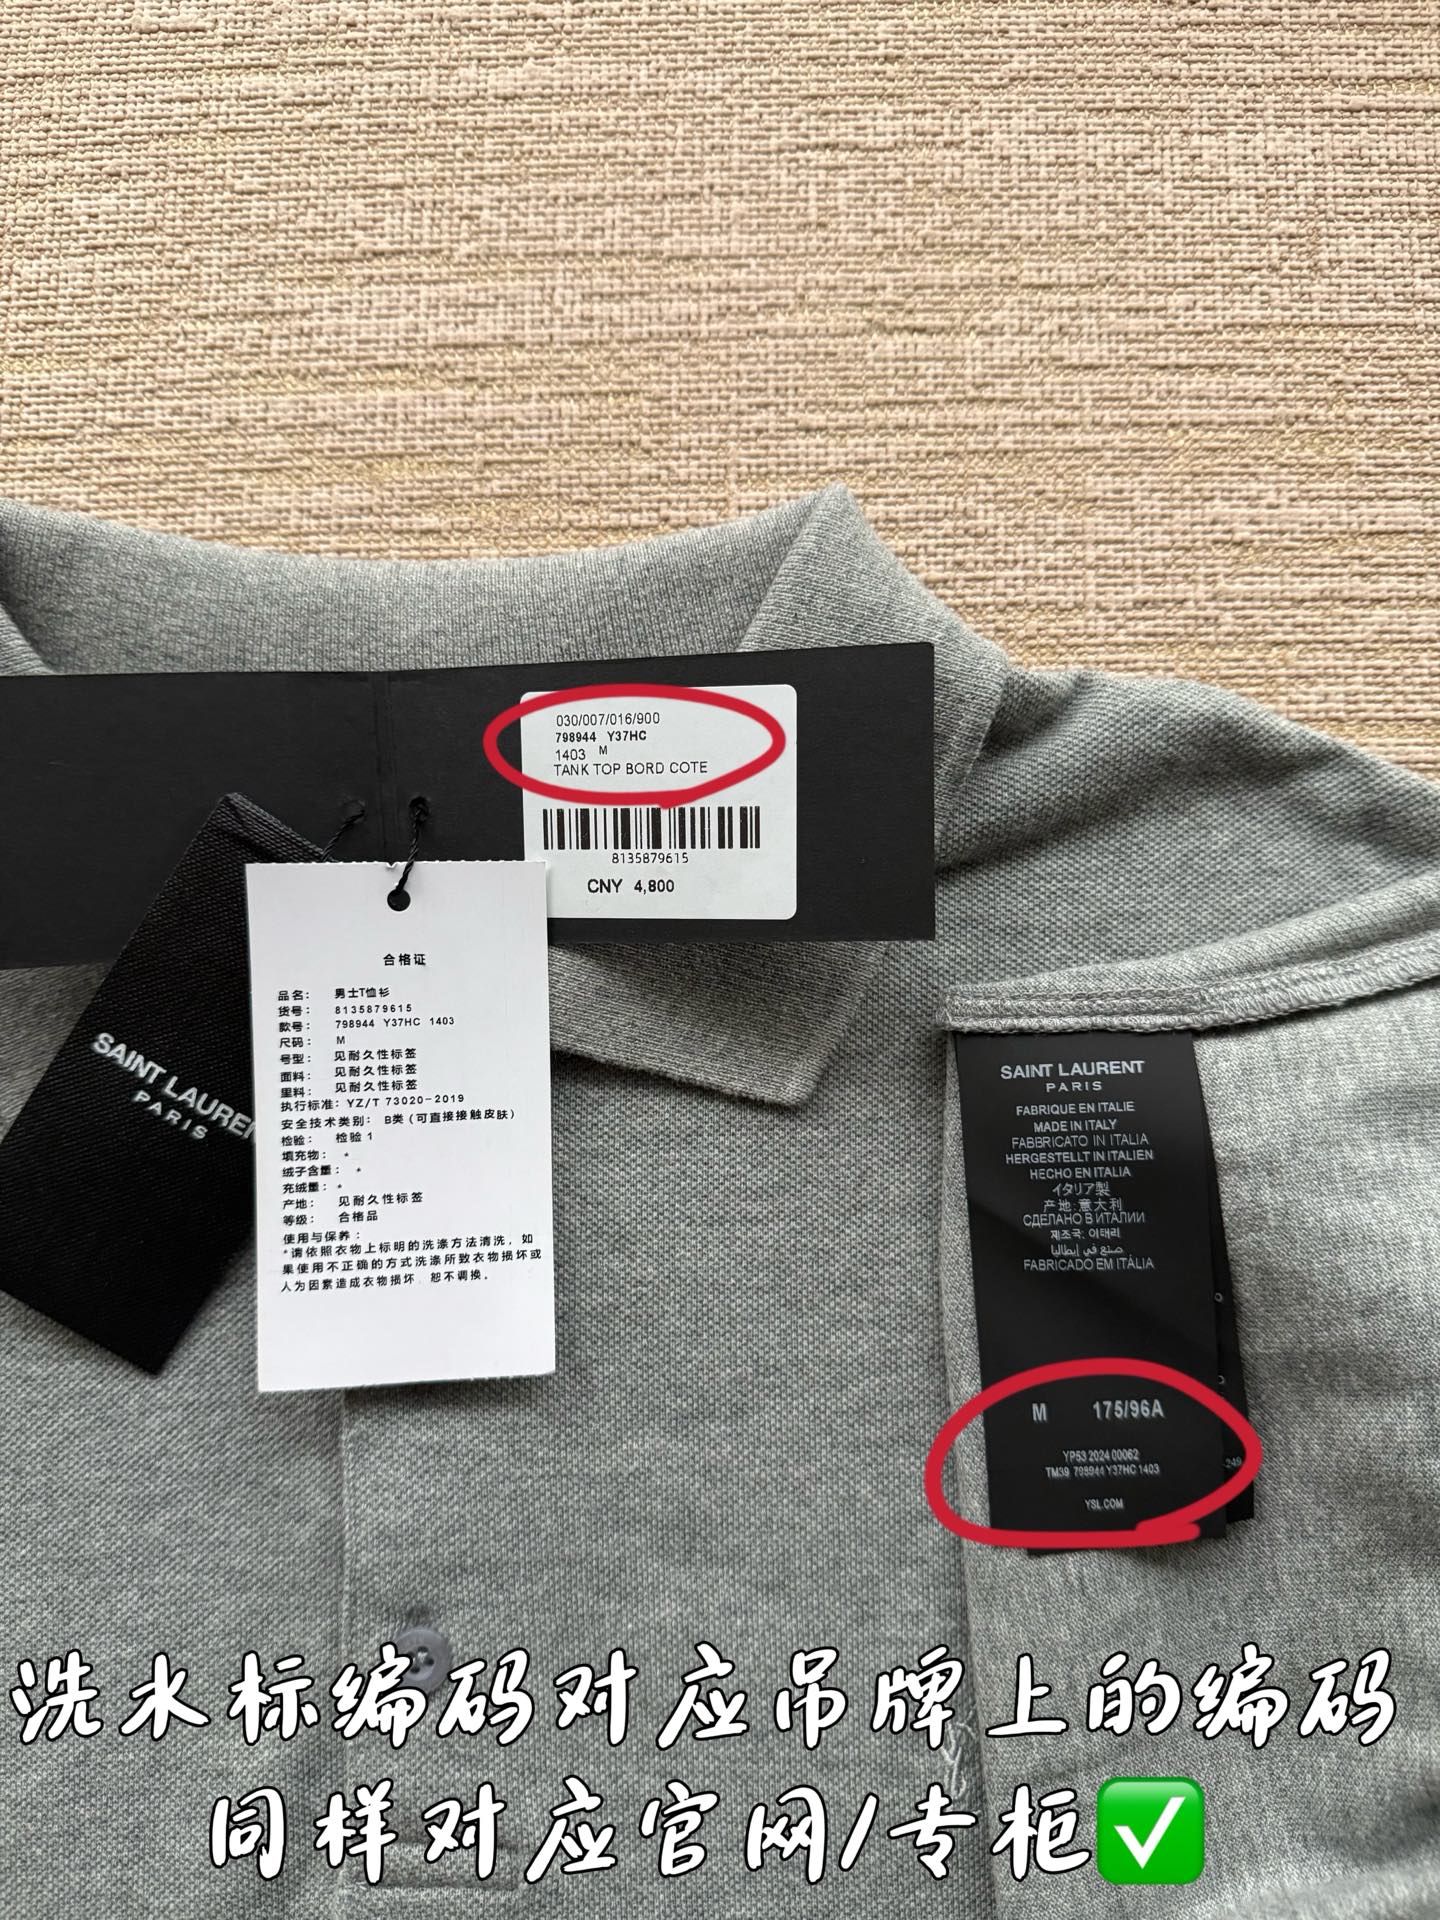 030/007/016/900
798944 Y37HC
1403 M
TANK TOP BORD COTE
8135879615
CNY 4,800
合格证
品名： 男士T恤衫
货号： 8135879615
款号： 798944 Y37HC 1403
尺码： M
号型： 见耐久性标签
面料： 见耐久性标签
里料： 见耐久性标签
执行标准：YZ/T 73020-2019
安全技术类别： B类(可直接接触皮肤)
检验： 检验1
填充物： *
绒子含量： *
充绒量： *
产地： 见耐久性标签
等级： 合格品
使用与保养：
*请依照衣物上标明的洗涤方法清洗，如
果使用不正确的方式洗涤所致衣物损坏或
人为因素造成衣物损坏，恕不调换。
SAINT LAUREN
PARIS
SAINT LAURENT
PARIS
FABRIQUE EN ITALIE
MADE IN ITALY
FABBRICATO IN ITALIA
HERGESTELLT IN ITALIEN
HECHO EN ITALIA
イタリア製
产地:意大利
СДЕЛАНО В ИТАЛИИ
제조국: 이태리
صنع في إيطاليا
FABRICADO EM ITÁLIA
M 175/96A
YP53 2024 00062
TM39 798944 Y37HC 1403
YSL.COM
249
洗水标编码对应吊牌上的编码
同样对应官网/专柜✅